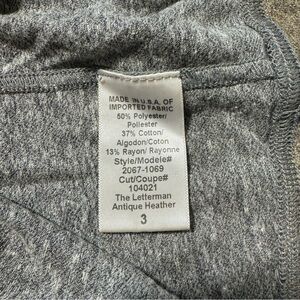 MADE IN U.S.A. OF
IMPORTED FABRIC
50% Polyester/
Poliester
37% Cotton/
Algodon/Coton
13% Rayon/ Rayonne
Style/Modele#
2067-1069
Cut/Coupe#
104021
The Letterman
Antique Heather
3